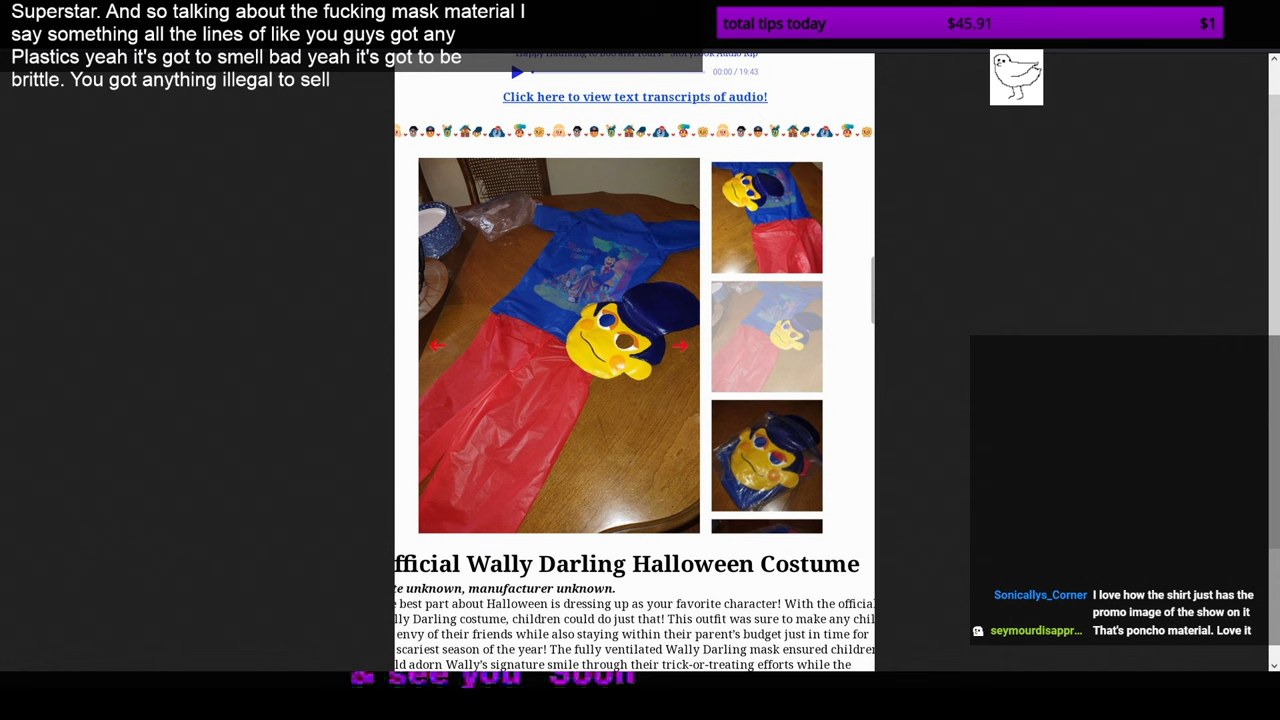 Superstar. And so talking about the fucking mask material I
say something all the lines of like you guys got any
Plastics yeah it's got to smell bad yeah it's got to be
brittle. You got anything illegal to sell
total tips today $45.91 $1
00:00 / 19:43
Click here to view text transcripts of audio!
fficial Wally Darling Halloween Costume
te unknown, manufacturer unknown.
e best part about Halloween is dressing up as your favorite character! With the official
lly Darling costume, children could do just that! This outfit was sure to make any chil
envy of their friends while also staying within their parent's budget just in time for
scariest season of the year! The fully ventilated Wally Darling mask ensured children
ld adorn Wally's signature smile through their trick-or-treating efforts while the
Sonicallys_Corner I love how the shirt just has the
promo image of the show on it
seymourdisappr... That's poncho material. Love it
& see you Soon